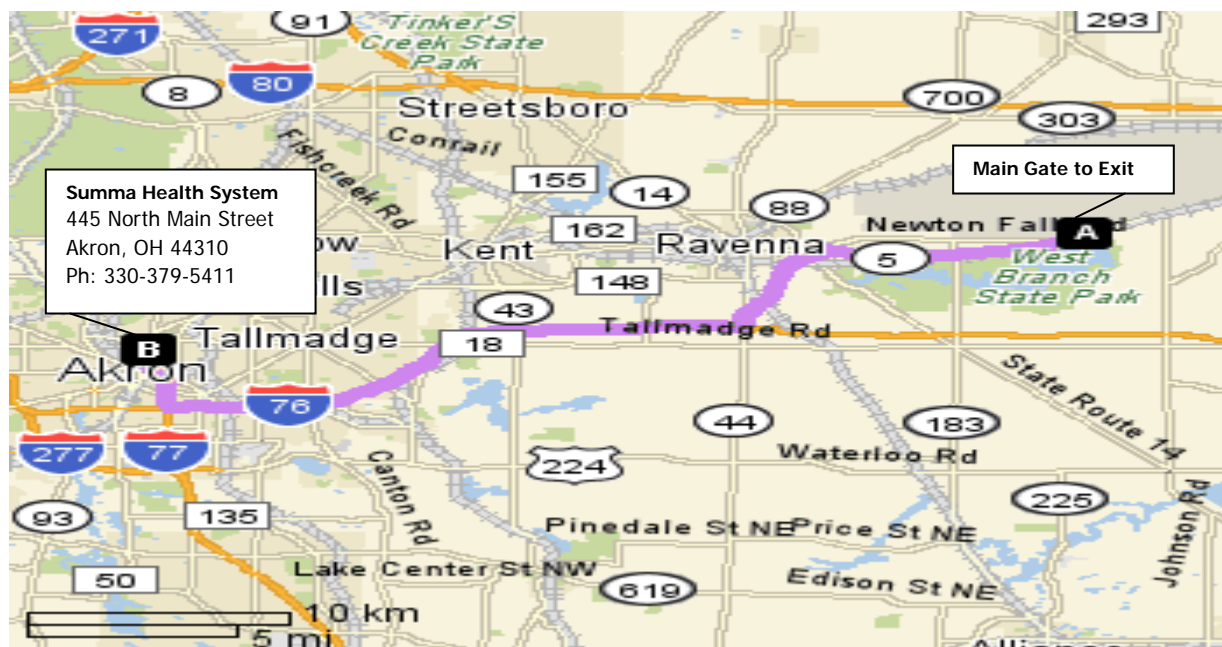 91
TINKER'S
Creek State
Park
293
271
80
8
Streetsboro
700
303
Conrail
Fishcreek Rd
155
14
Main Gate to Exit
Summa Health System
445 North Main Street
Akron, OH 44310
Ph: 330-379-5411
88
162
Newton Fall
A
Kent
Ravenna
5
West
Branch
State Park
148
43
Tallmadge Rd
18
B
Tallmadge
Akron
76
State Route 14
44
183
277
77
224
Waterloo Rd
Canton Rd
225
Johnson Rd
93
135
Pinedale St NE
Price St NE
50
Lake Center St NW
619
Edison St NE
10 km
5 mi